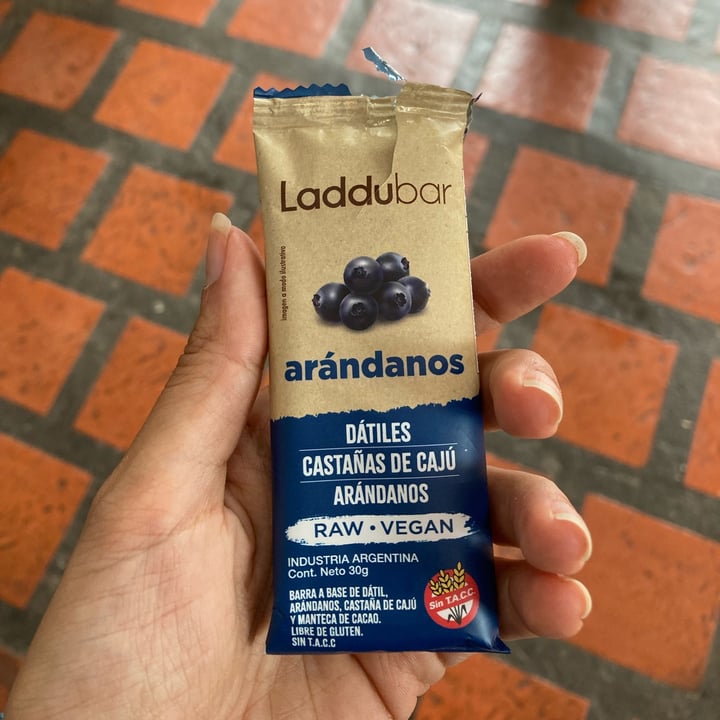 Laddubar
Imagen a modo ilustrativo
arándanos
DÁTILES
CASTAÑAS DE CAJÚ
ARÁNDANOS
RAW • VEGAN
INDUSTRIA ARGENTINA
Cont. Neto 30g
BARRA A BASE DE DÁTIL,
ARÁNDANOS, CASTAÑA DE CAJÚ
Y MANTECA DE CACAO.
LIBRE DE GLUTEN.
SIN T.A.C.C
Sin T.A.C.C.